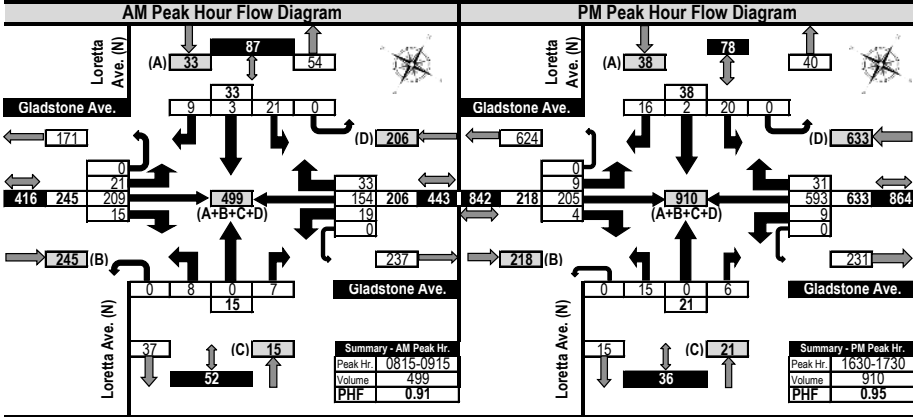 AM Peak Hour Flow Diagram
Loretta Ave. (N)
87
(A) 33
54
33
9 3 21 0
Gladstone Ave.
171
(D) 206
0
21
416 245 209
15
499
(A+B+C+D)
33
154 206 443
19
0
245 (B)
237
0 8 0 7
15
Gladstone Ave.
Loretta Ave. (N)
37
(C) 15
52
Summary - AM Peak Hr.
Peak Hr. 0815-0915
Volume 499
PHF 0.91
PM Peak Hour Flow Diagram
Loretta Ave. (N)
78
(A) 38
40
38
16 2 20 0
Gladstone Ave.
624
(D) 633
0
9
842 218 205
4
910
(A+B+C+D)
31
593 633 864
9
0
218 (B)
231
0 15 0 6
21
Gladstone Ave.
Loretta Ave. (N)
15
(C) 21
36
Summary - PM Peak Hr.
Peak Hr. 1630-1730
Volume 910
PHF 0.95